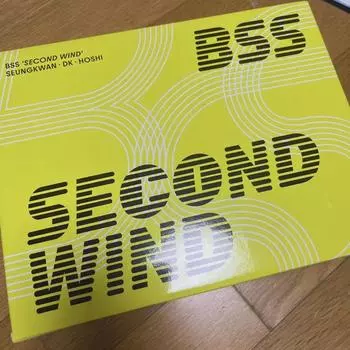 BSS 'SECOND WIND'
SEUNGKWAN · DK · HOSHI
BSS
SECOND
WIND